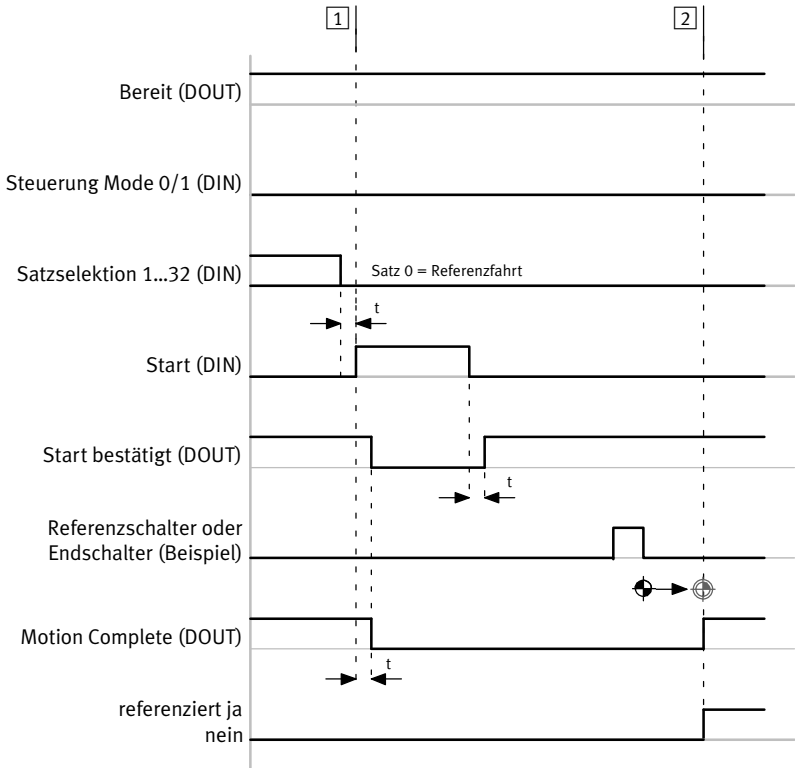 1
2
Bereit (DOUT)
Steuerung Mode 0/1 (DIN)
Satzselektion 1...32 (DIN)
Satz 0 = Referenzfahrt
t
Start (DIN)
Start bestätigt (DOUT)
t
Referenzschalter oder
Endschalter (Beispiel)
Motion Complete (DOUT)
t
referenziert ja
nein